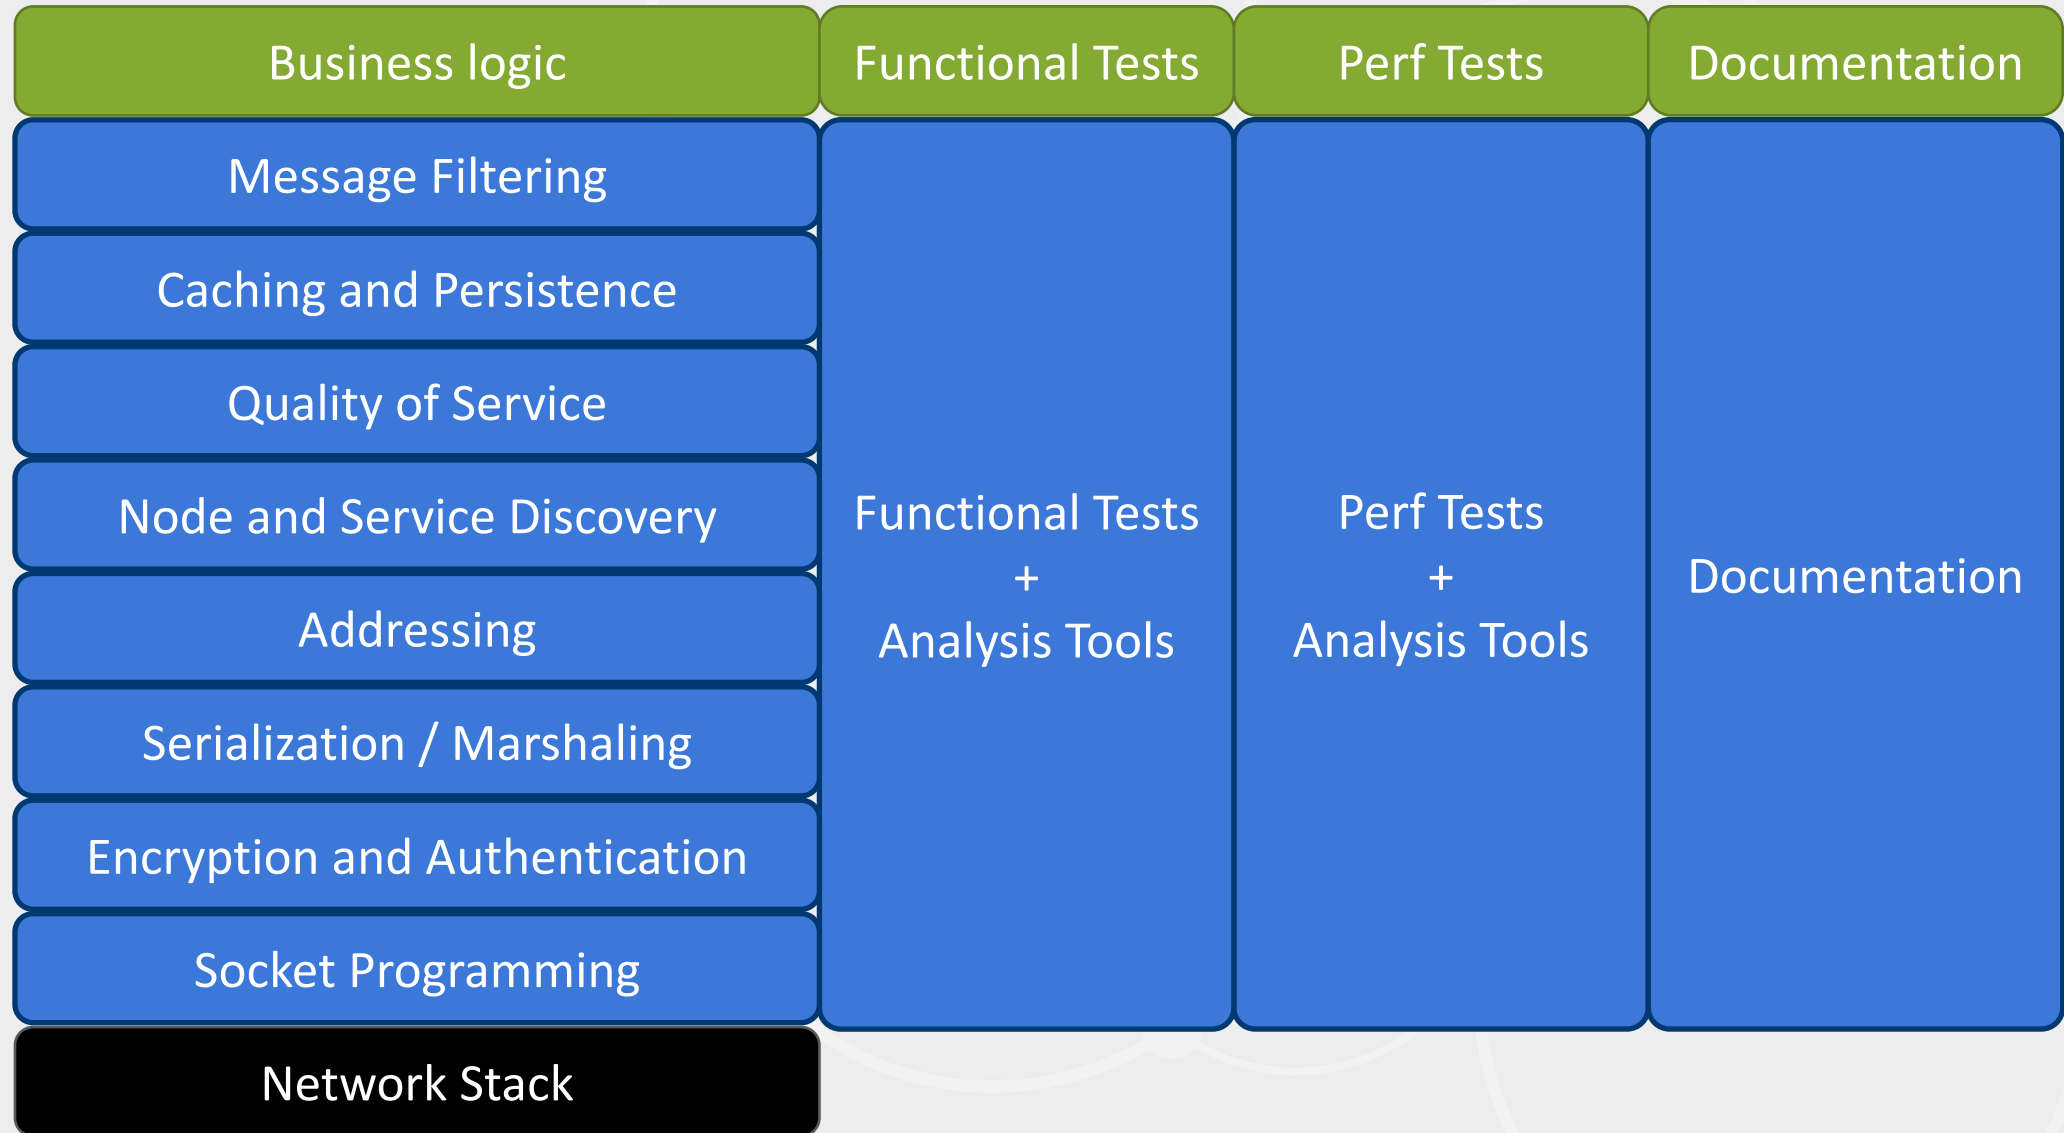 Business logic
Functional Tests
Perf Tests
Documentation
Message Filtering
Caching and Persistence
Quality of Service
Node and Service Discovery
Addressing
Serialization / Marshaling
Encryption and Authentication
Socket Programming
Network Stack
Functional Tests
+
Analysis Tools
Perf Tests
+
Analysis Tools
Documentation